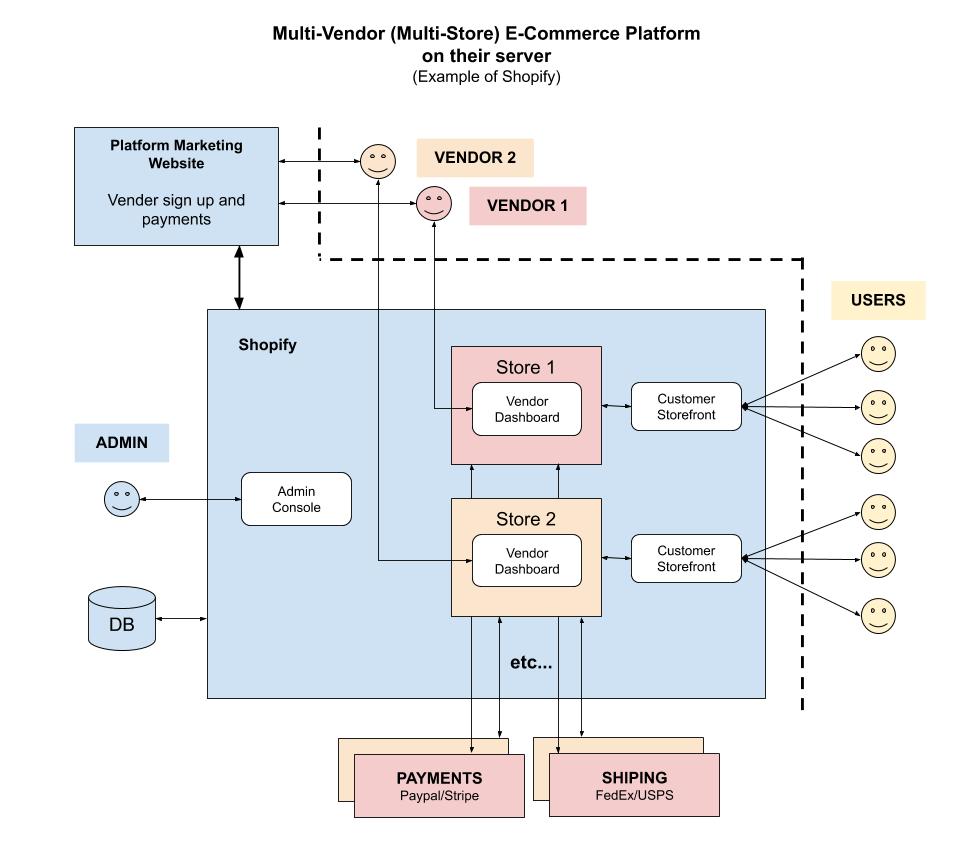 Multi-Vendor (Multi-Store) E-Commerce Platform
on their server
(Example of Shopify)
Platform Marketing
Website
Vender sign up and
payments
VENDOR 2
VENDOR 1
USERS
Shopify
Store 1
Vendor
Dashboard
Customer
Storefront
ADMIN
Admin
Console
Store 2
Vendor
Dashboard
Customer
Storefront
DB
etc...
PAYMENTS
Paypal/Stripe
SHIPING
FedEx/USPS